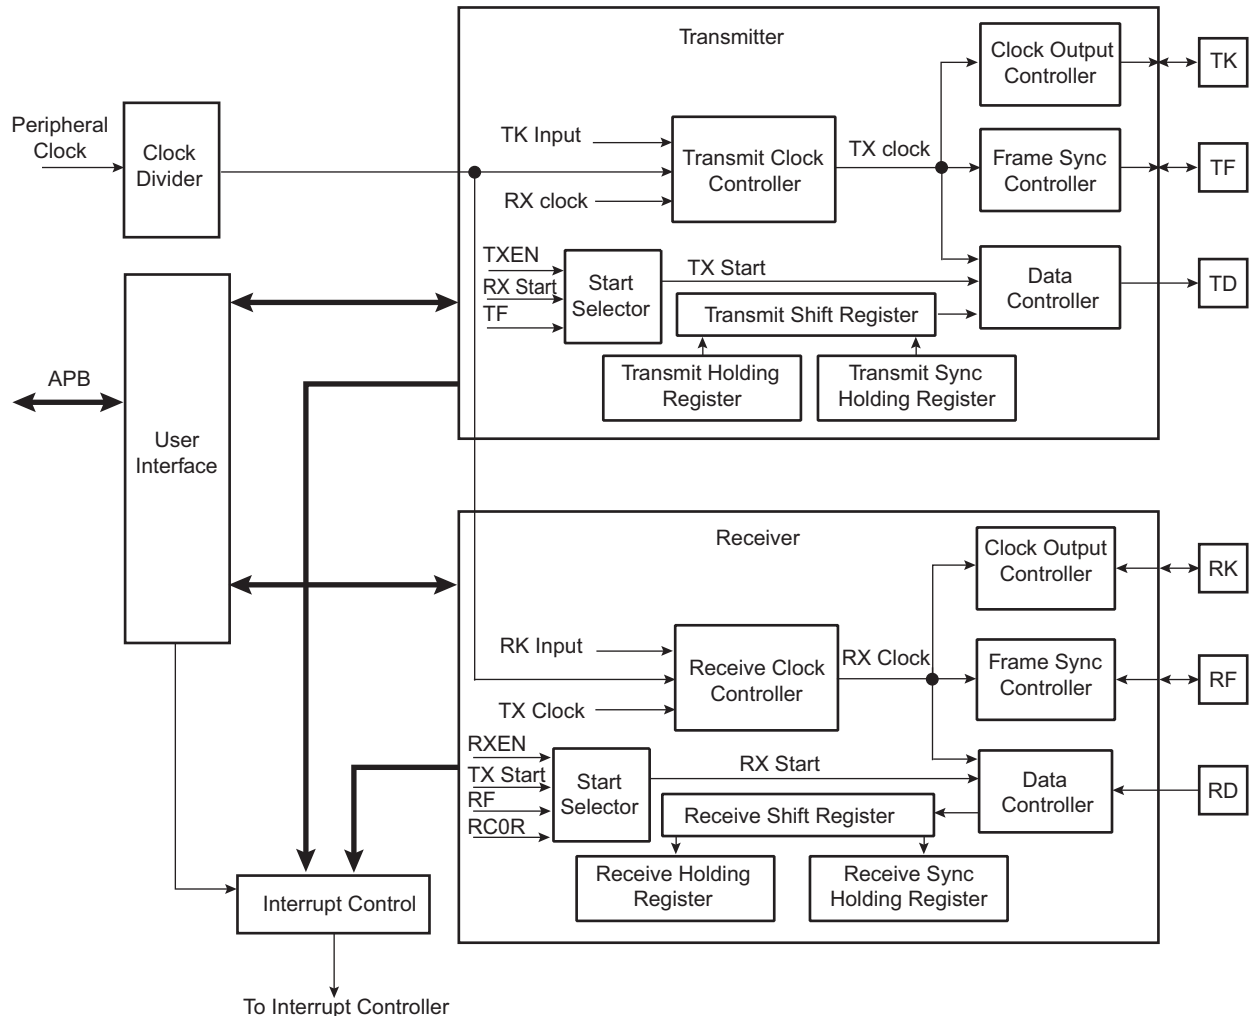 Transmitter
Clock Output
Controller
TK
Peripheral
Clock
Clock
Divider
TK Input
Transmit Clock
Controller
TX clock
Frame Sync
Controller
TF
RX clock
TXEN
RX Start
TF
Start
Selector
TX Start
Data
Controller
TD
Transmit Shift Register
Transmit Holding
Register
Transmit Sync
Holding Register
APB
User
Interface
Receiver
Clock Output
Controller
RK
RK Input
Receive Clock
Controller
RX Clock
Frame Sync
Controller
RF
TX Clock
RXEN
TX Start
RF
RC0R
Start
Selector
RX Start
Data
Controller
RD
Receive Shift Register
Receive Holding
Register
Receive Sync
Holding Register
Interrupt Control
To Interrupt Controller